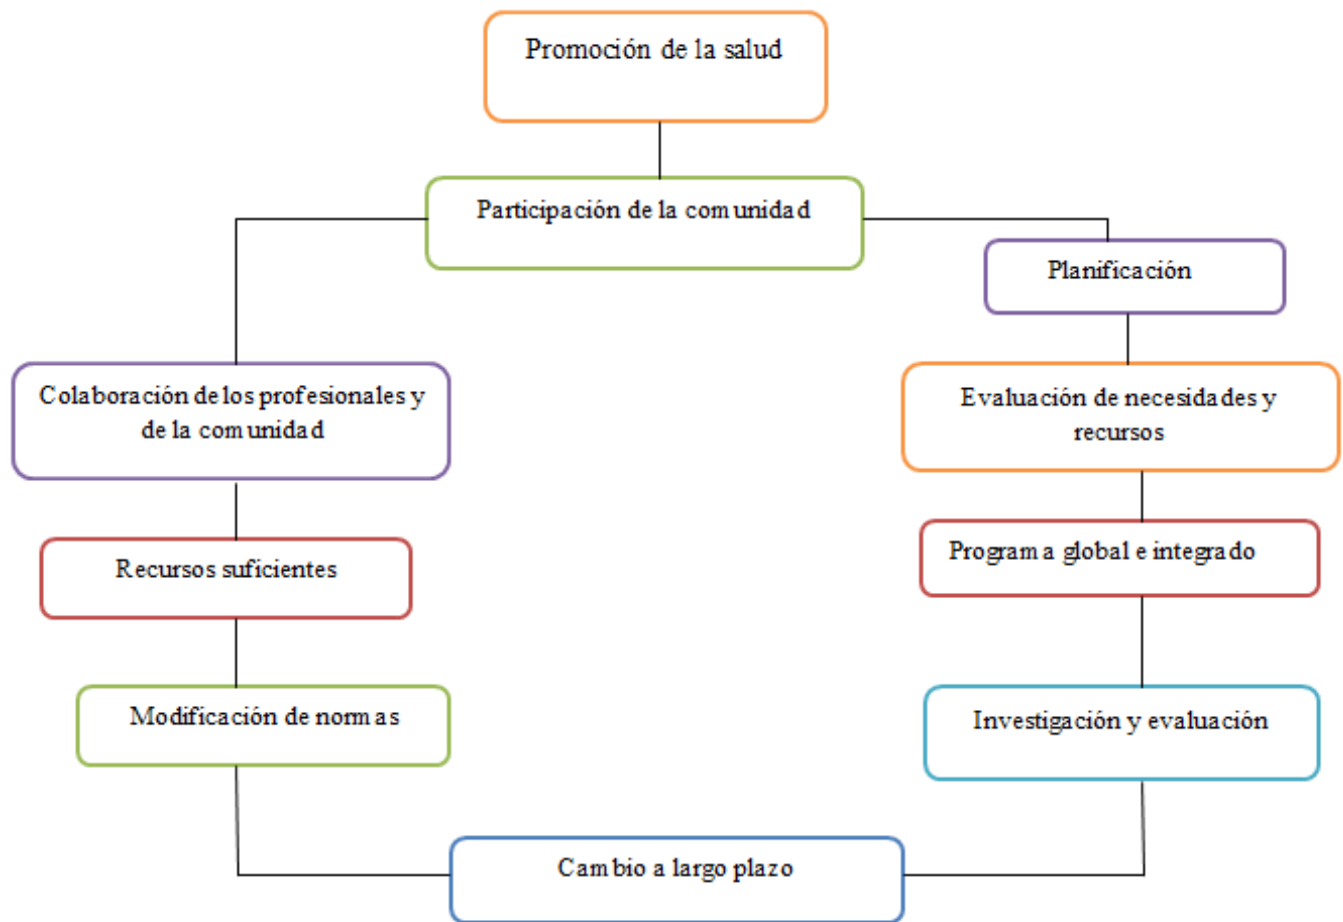 Promoción de la salud
Participación de la comunidad
Planificación
Colaboración de los profesionales y
de la comunidad
Evaluación de necesidades y
recursos
Recursos suficientes
Programa global e integrado
Modificación de normas
Investigación y evaluación
Cambio a largo plazo